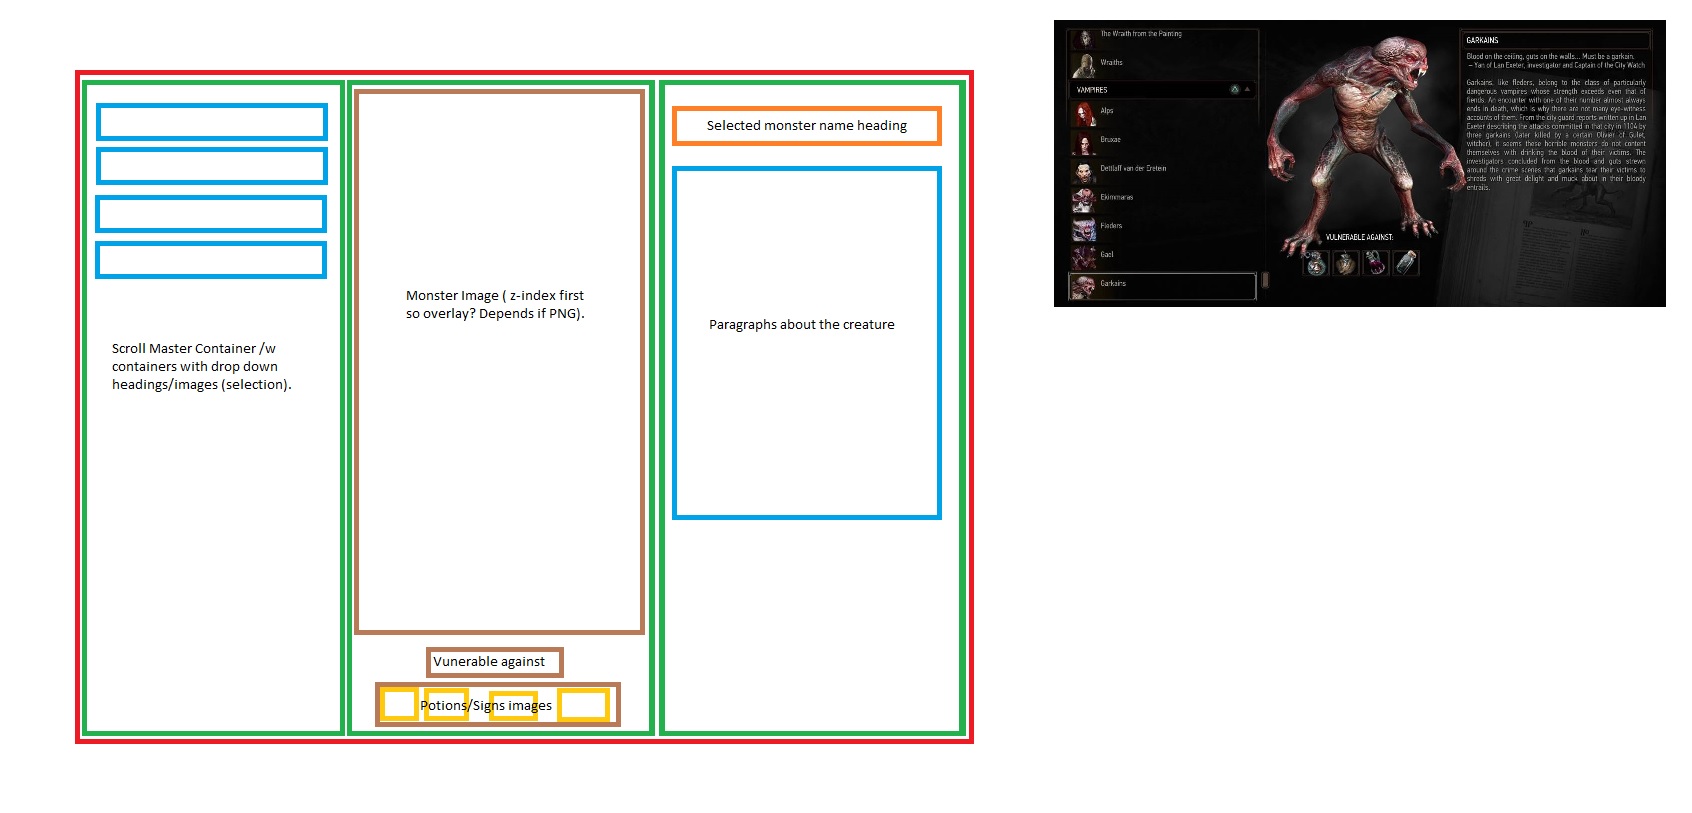 Scroll Master Container /w
containers with drop down
headings/images (selection).
Monster Image ( z-index first
so overlay? Depends if PNG).
Vunerable against
Potions/Signs images
Selected monster name heading
Paragraphs about the creature
The Wraith from the Painting
Wraiths
VAMPIRES
Alps
Bruxae
Dettlaff van der Eretein
Ekimmaras
Fleders
Gael
Garkains
VULNERABLE AGAINST:
GARKAINS
Blood on the ceiling, guts on the walls... Must be a garkain.
– Yan of Lan Exeter, investigator and Captain of the City Watch
Garkains, like fleders, belong to the class of particularly
dangerous vampires whose strength exceeds even that of
fiends. An encounter with one of their number almost always
ends in death, which is why there are not many eye-witness
accounts of them. From the city guard reports written up in Lan
Exeter describing the attacks committed in that city in 1104 by
three garkains (later killed by a certain Olivier of Gulet,
witcher), it seems these horrible monsters do not content
themselves with drinking the blood of their victims. The
investigators concluded from the blood and guts strewn
around the crime scenes that garkains tear their victims to
shreds with great delight and muck about in their bloody
entrails.